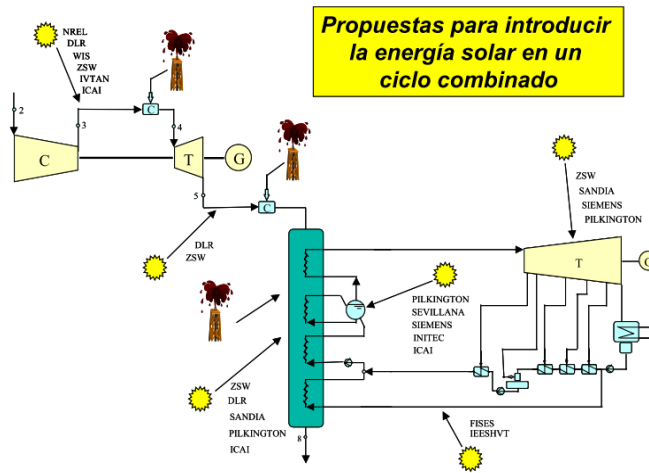 Propuestas para introducir
la energía solar en un
ciclo combinado
NREL
DLR
WIS
ZSW
IVTAN
ICAI
2
3
C
4
C
T
G
5
C
DLR
ZSW
ZSW
SANDIA
SIEMENS
PILKINGTON
T
G
PILKINGTON
SEVILLANA
SIEMENS
INITEC
ICAI
ZSW
DLR
SANDIA
PILKINGTON
ICAI
8
FISES
IEESHVT